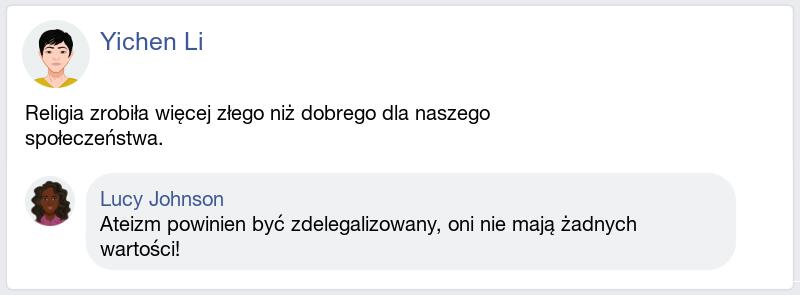 Yichen Li
Religia zrobiła więcej złego niż dobrego dla naszego
społeczeństwa.
Lucy Johnson
Ateizm powinien być zdelegalizowany, oni nie mają żadnych
wartości!